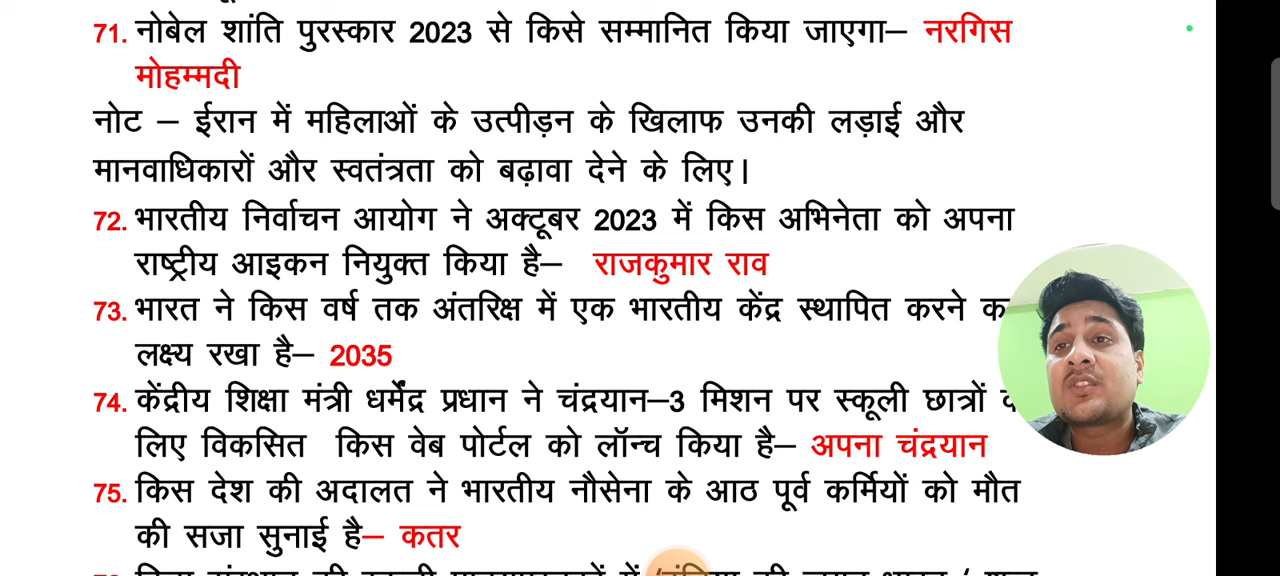 71. नोबेल शांति पुरस्कार 2023 से किसे सम्मानित किया जाएगा– नरगिस
मोहम्मदी
नोट – ईरान में महिलाओं के उत्पीड़न के खिलाफ उनकी लड़ाई और
मानवाधिकारों और स्वतंत्रता को बढ़ावा देने के लिए।
72. भारतीय निर्वाचन आयोग ने अक्टूबर 2023 में किस अभिनेता को अपना
राष्ट्रीय आइकन नियुक्त किया है– राजकुमार राव
73. भारत ने किस वर्ष तक अंतरिक्ष में एक भारतीय केंद्र स्थापित करने
लक्ष्य रखा है– 2035
74. केंद्रीय शिक्षा मंत्री धर्मेंद्र प्रधान ने चंद्रयान–3 मिशन पर स्कूली छात्रों
लिए विकसित किस वेब पोर्टल को लॉन्च किया है– अपना चंद्रयान
75. किस देश की अदालत ने भारतीय नौसेना के आठ पूर्व कर्मियों को मौत
की सजा सुनाई है– कतर